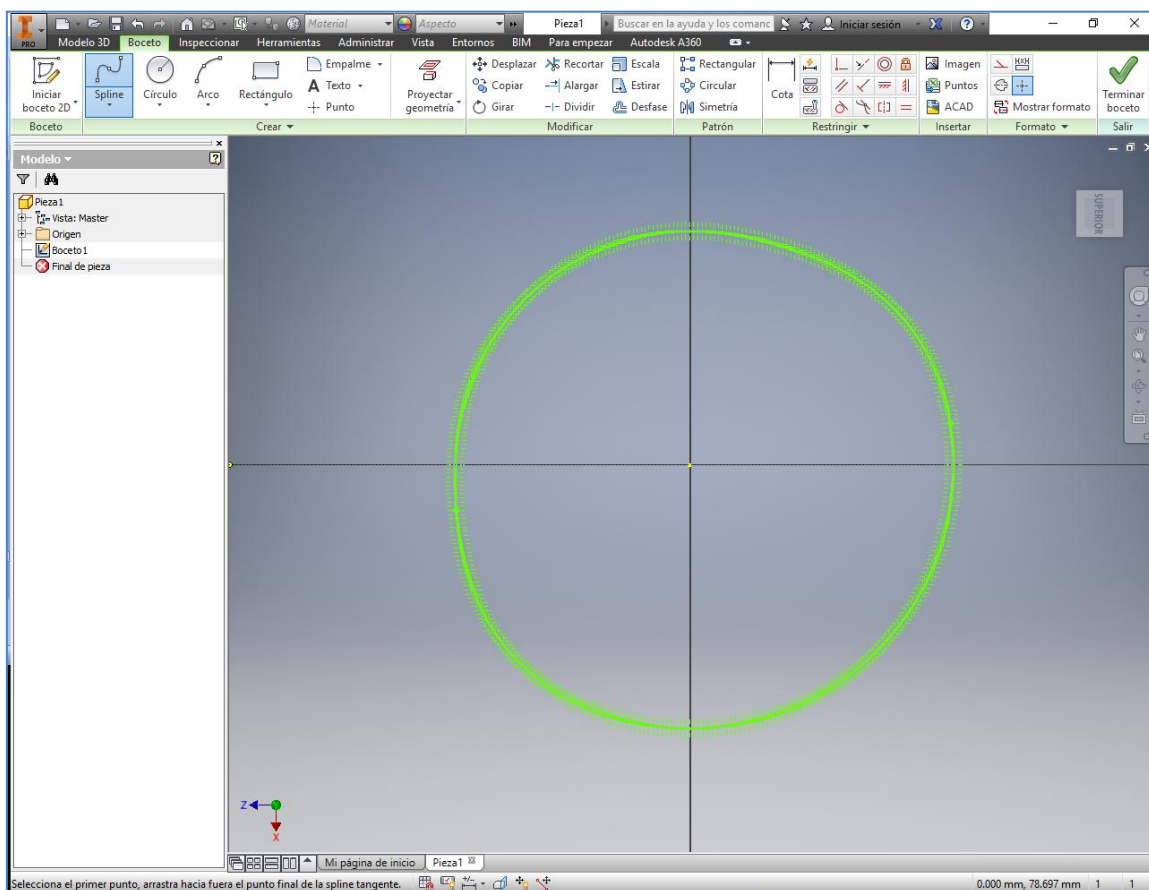 Material Aspecto Pieza1 Buscar en la ayuda y los comanc Iniciar sesión
PRO Modelo 3D Boceto Inspeccionar Herramientas Administrar Vista Entornos BIM Para empezar Autodesk A360
Iniciar boceto 2D
Spline
Círculo
Arco
Rectángulo
Empalme
Texto
Punto
Proyectar geometría
Desplazar
Copiar
Girar
Recortar
Alargar
Dividir
Escala
Estirar
Desfase
Rectangular
Circular
Simetría
Cota
Imagen
Puntos
ACAD
Mostrar formato
Terminar boceto
Boceto Crear Modificar Patrón Restringir Insertar Formato Salir
Modelo
Pieza1
Vista: Master
Origen
Boceto1
Final de pieza
SUPERIOR
Z
X
Mi página de inicio Pieza1
Selecciona el primer punto, arrastra hacia fuera el punto final de la spline tangente. 0.000 mm, 78.697 mm 1 1